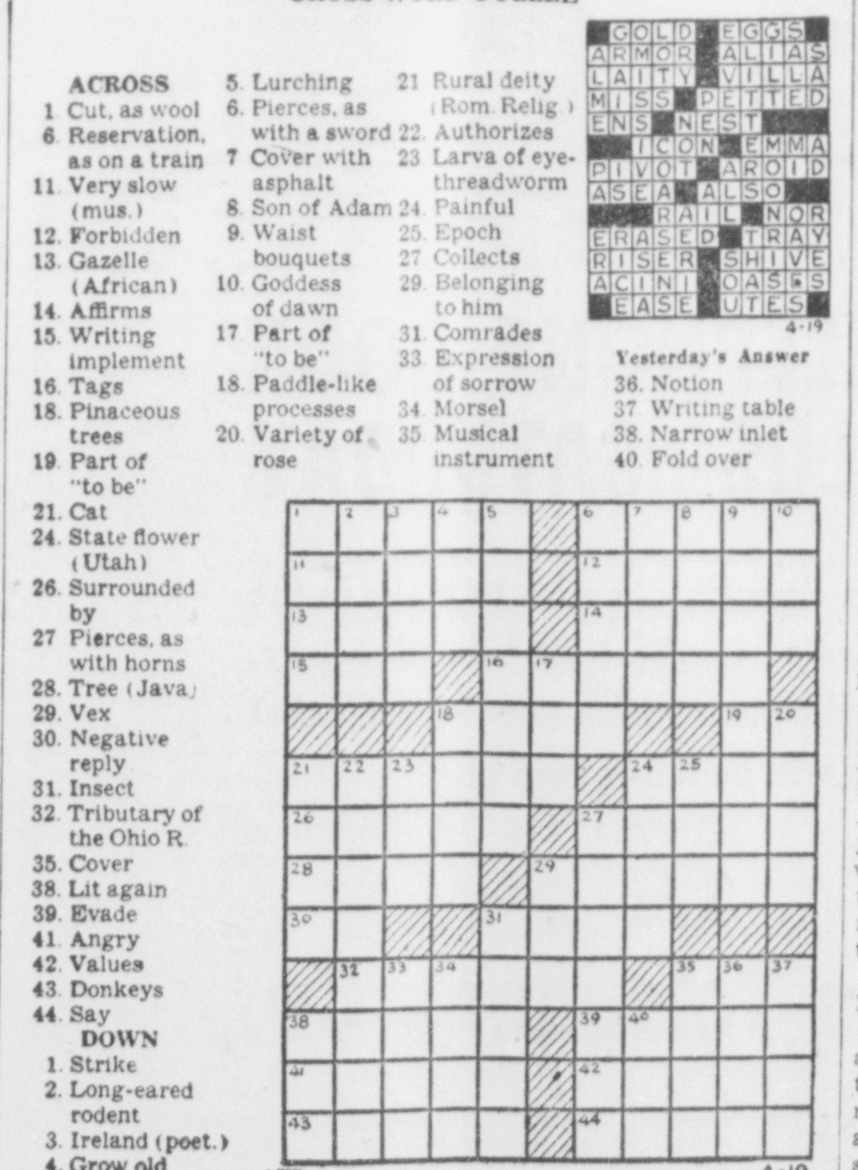 ACROSS
1 Cut, as wool
6. Reservation,
as on a train
11. Very slow
(mus.)
12. Forbidden
13. Gazelle
(African)
14. Affirms
15. Writing
implement
16. Tags
18. Pinaceous
trees
19. Part of
"to be"
21. Cat
24. State flower
(Utah)
26. Surrounded
by
27 Pierces, as
with horns
28. Tree (Java)
29. Vex
30. Negative
reply
31. Insect
32. Tributary of
the Ohio R.
35. Cover
38. Lit again
39. Evade
41. Angry
42. Values
43. Donkeys
44. Say
DOWN
1. Strike
2. Long-eared
rodent
3. Ireland (poet.)
4. Grow old
5. Lurching
6. Pierces, as
with a sword
7 Cover with
asphalt
8. Son of Adam
9. Waist
bouquets
10. Goddess
of dawn
17 Part of
"to be"
18. Paddle-like
processes
20. Variety of
rose
21 Rural deity
(Rom. Relig )
22. Authorizes
23 Larva of eye-
threadworm
24. Painful
25. Epoch
27 Collects
29. Belonging
to him
31. Comrades
33. Expression
of sorrow
34. Morsel
35. Musical
instrument
GOLD EGGS
ARMOR ALIAS
LAITY VILLA
MISS PETTED
ENS NEST
ICON EMMA
PIVOT AROID
ASEA ALSO
RAIL NOR
ERASED TRAY
RISER SHIVE
ACINI OASES
EASE UTES
4-19
Yesterday's Answer
36. Notion
37 Writing table
38. Narrow inlet
40. Fold over
1 2 3 4 5 6 7 8 9 10
11 12
13 14
15 16 17
18 19 20
21 22 23 24 25
26 27
28 29
30 31
32 33 34 35 36 37
38 39 40
41 42
43 44